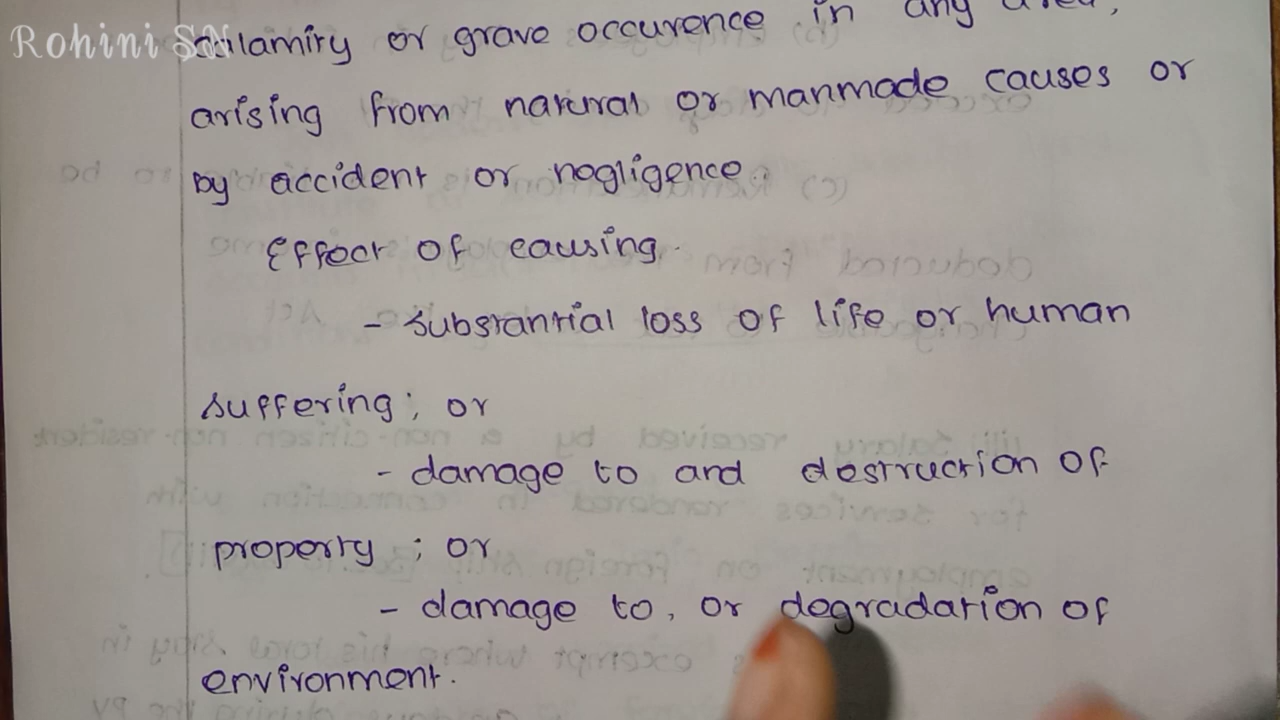 Rohini SN
calamity or grave occurence in any area,
arising from natural or manmade causes or
by accident or negligence.
Effect of causing.
- substantial loss of life or human
suffering; or
- damage to and destruction of
property; or
- damage to, or degradation of
environment.